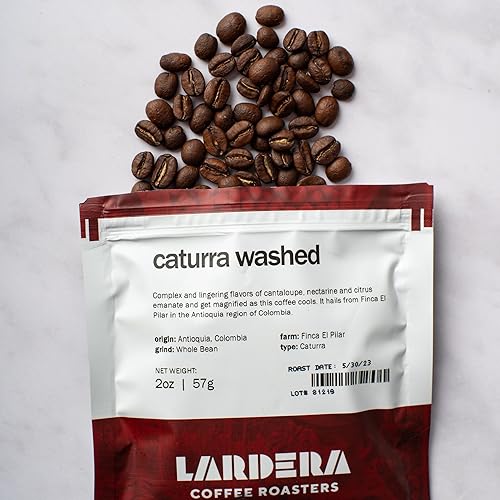 caturra washed
Complex and lingering flavors of cantaloupe, nectarine and citrus
emanate and get magnified as this coffee cools. It hails from Finca El
Pilar in the Antioquia region of Colombia.
origin: Antioquia, Colombia
grind: Whole Bean
farm: Finca El Pilar
type: Caturra
NET WEIGHT:
2oz | 57g
ROAST DATE: 5/30/23
LOT# 81219
LARDERA
COFFEE ROASTERS